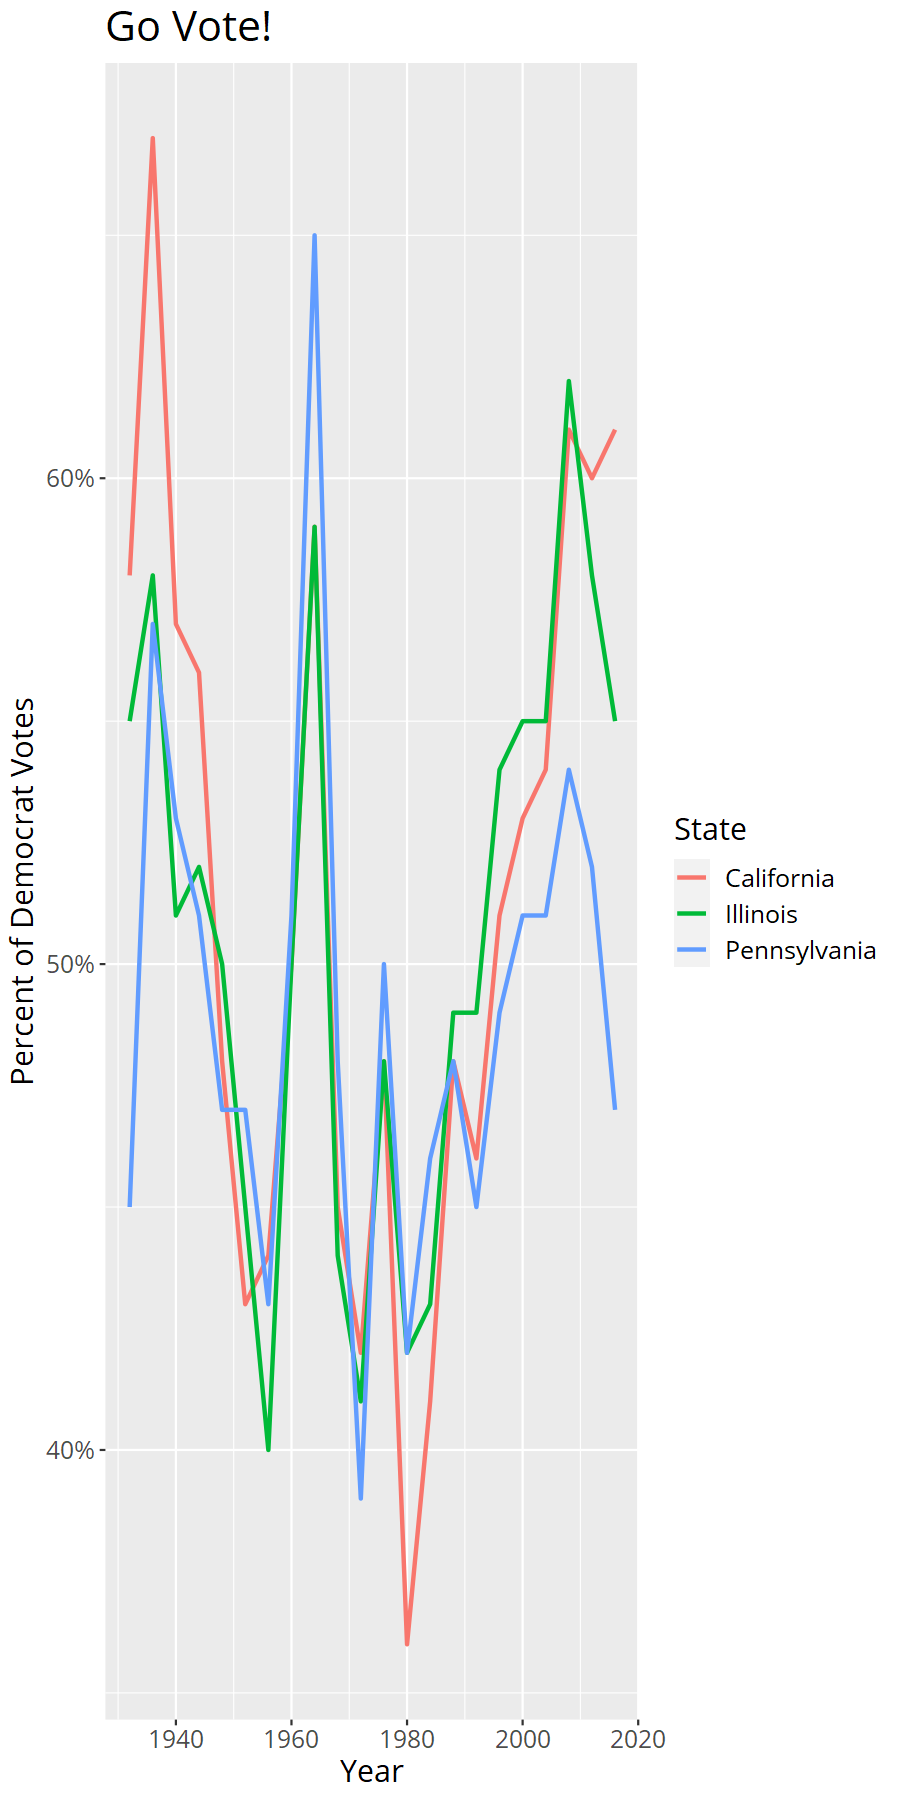 Go Vote!
Percent of Democrat Votes
60%
50%
40%
1940 1960 1980 2000 2020
Year
State
California
Illinois
Pennsylvania